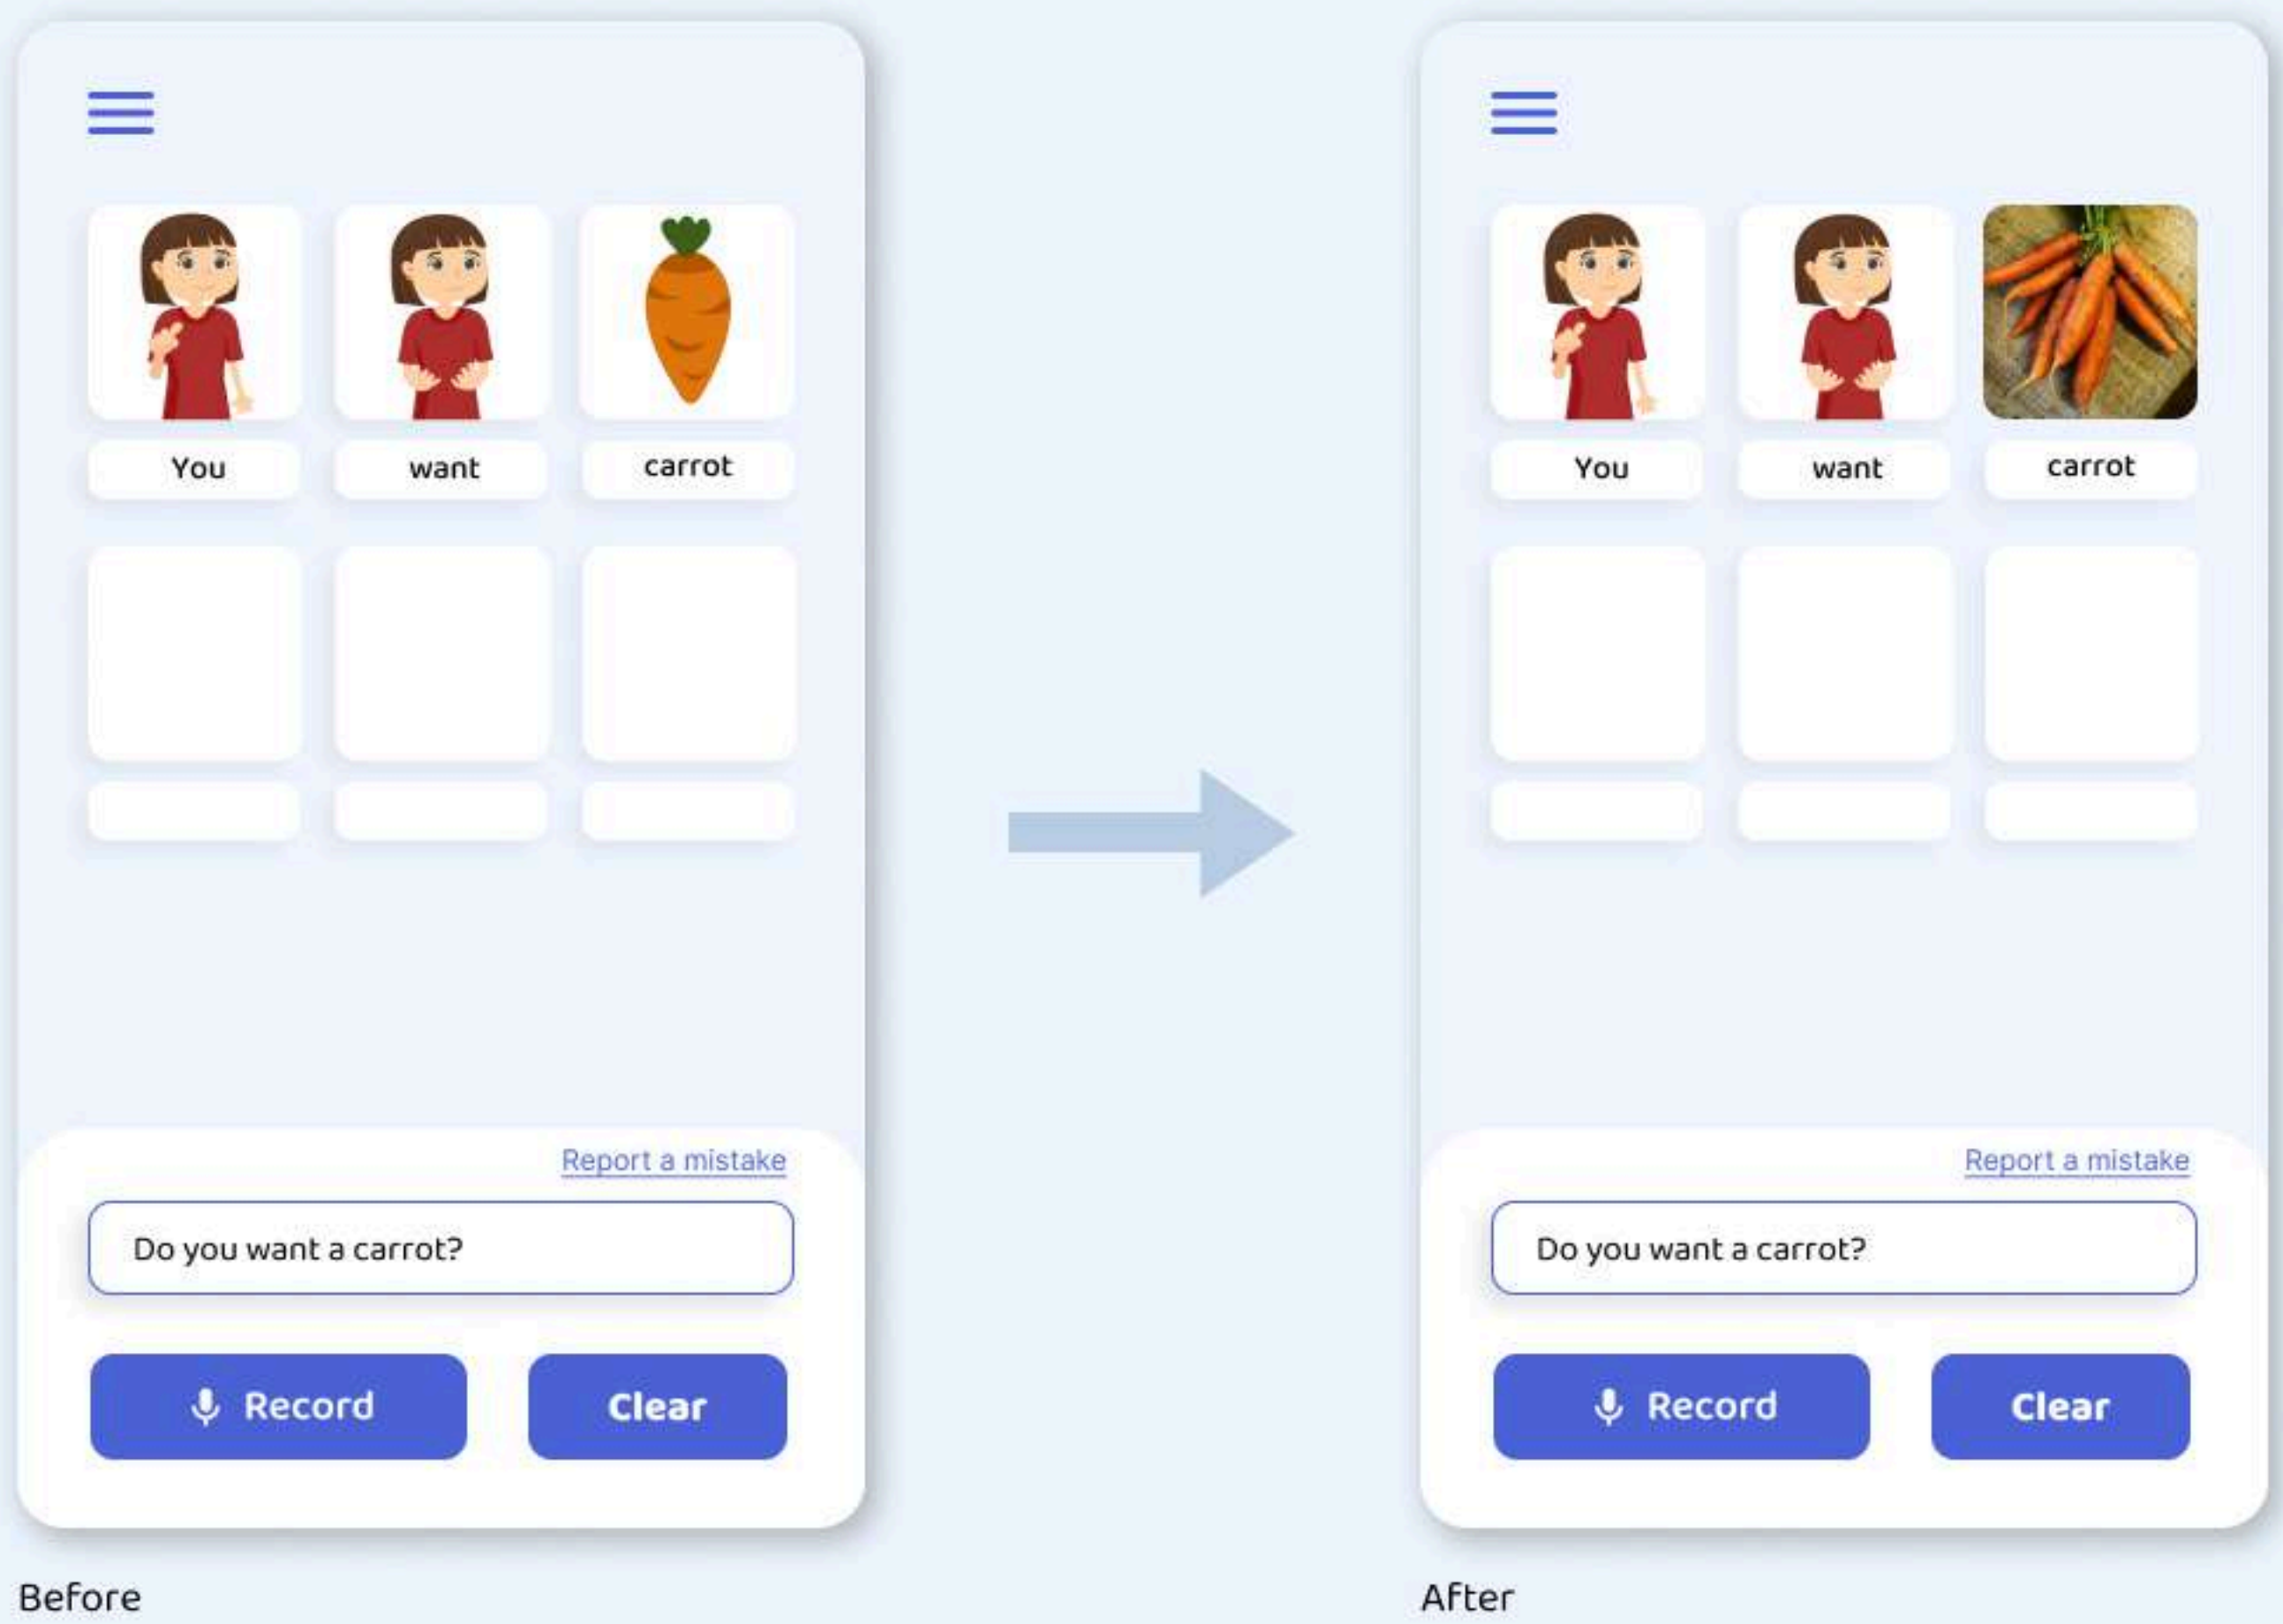 You want carrot
Report a mistake
Do you want a carrot?
Record Clear
Before
You want carrot
Report a mistake
Do you want a carrot?
Record Clear
After